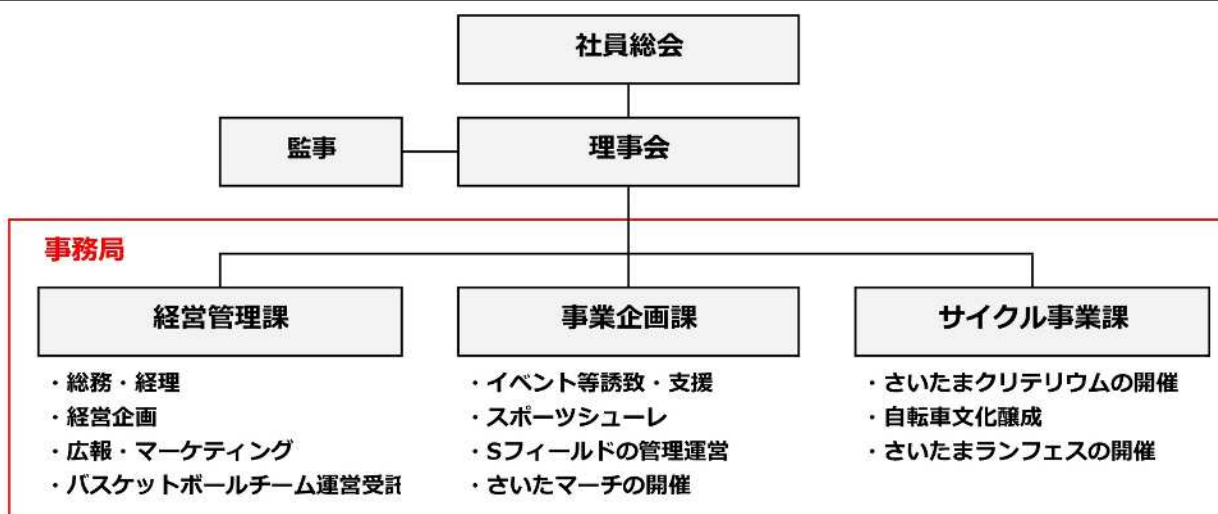 社員総会
監事
理事会
事務局
経営管理課
・総務・経理
・経営企画
・広報・マーケティング
・バスケットボールチーム運営受託
事業企画課
・イベント等誘致・支援
・スポーツシューレ
・Sフィールドの管理運営
・さいたマーチの開催
サイクル事業課
・さいたまクリテリウムの開催
・自転車文化醸成
・さいたまランフェスの開催